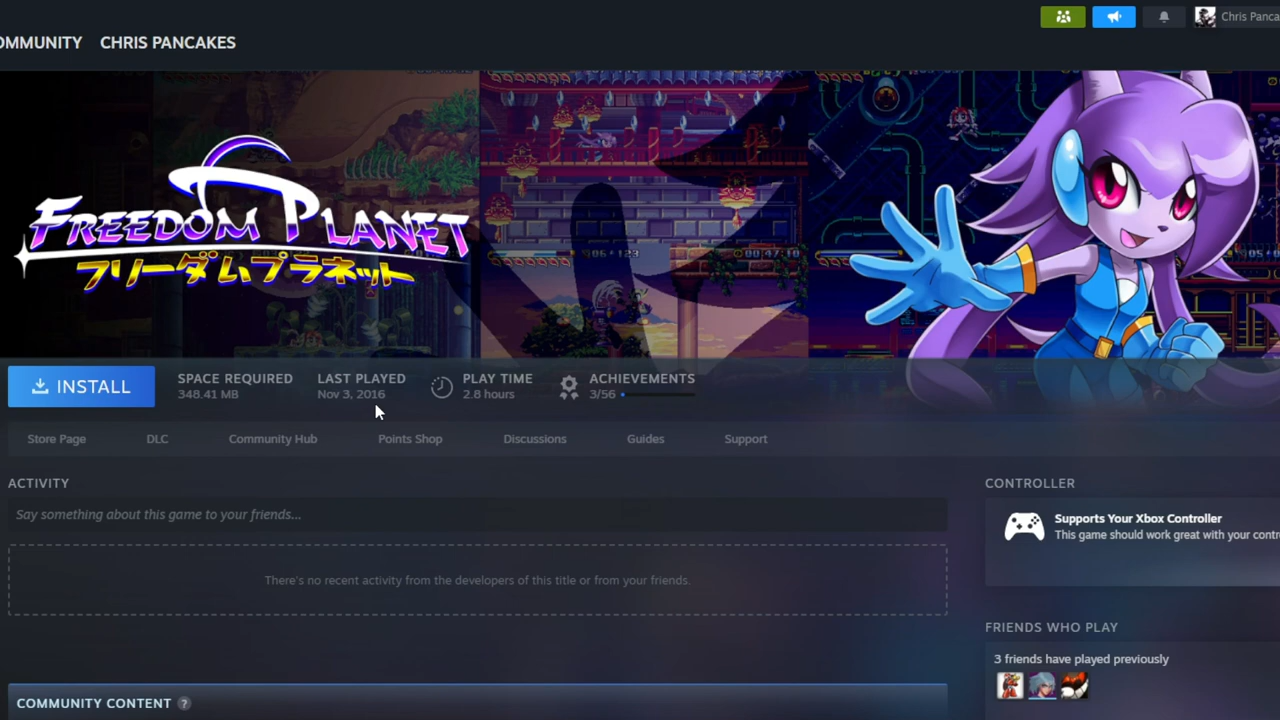 OMMUNITY CHRIS PANCAKES
Chris Panca
FREEDOM PLANET
フリーダムプラネット
INSTALL
SPACE REQUIRED
348.41 MB
LAST PLAYED
Nov 3, 2016
PLAY TIME
2.8 hours
ACHIEVEMENTS
3/56
Store Page DLC Community Hub Points Shop Discussions Guides Support
ACTIVITY
Say something about this game to your friends...
There's no recent activity from the developers of this title or from your friends.
CONTROLLER
Supports Your Xbox Controller
This game should work great with your contr
FRIENDS WHO PLAY
3 friends have played previously
COMMUNITY CONTENT ?